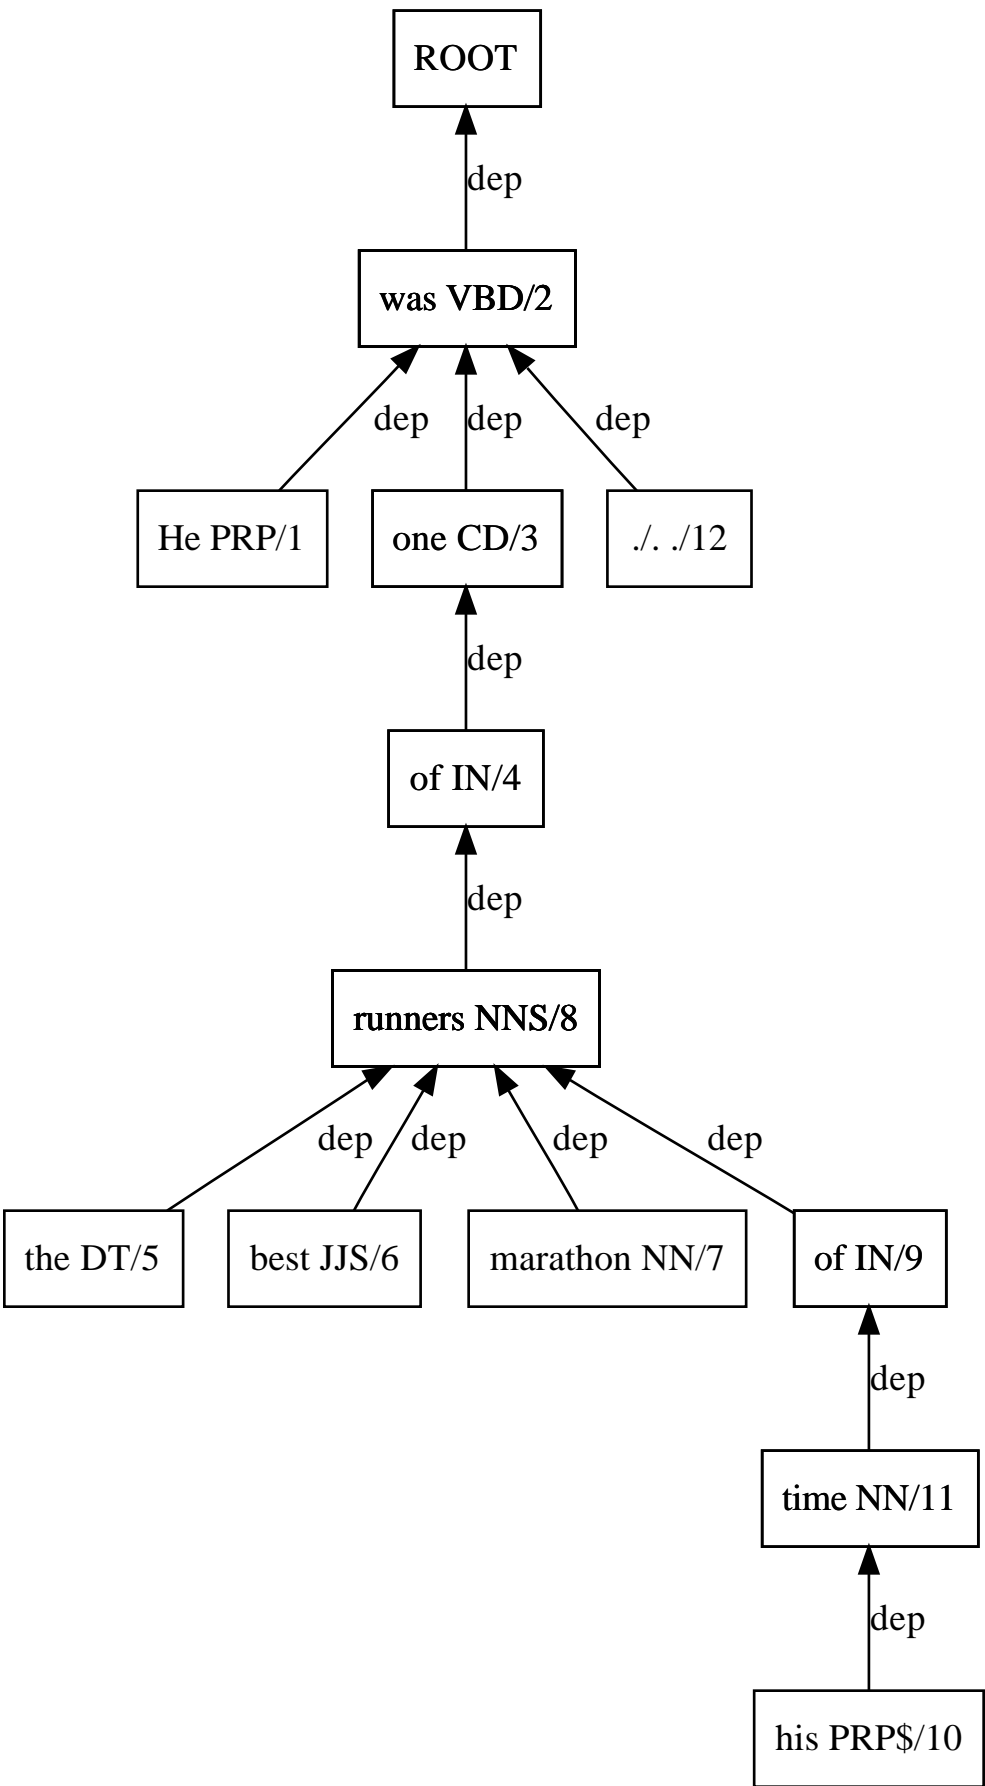 ROOT
dep
was VBD/2
dep dep dep
He PRP/1 one CD/3 ./. ./12
dep
of IN/4
dep
runners NNS/8
dep dep dep dep
the DT/5 best JJS/6 marathon NN/7 of IN/9
dep
time NN/11
dep
his PRP$/10